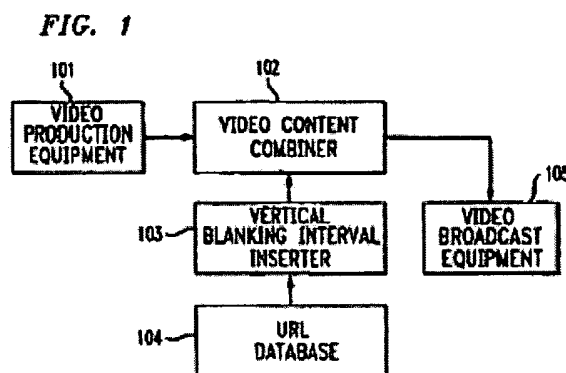 FIG. 1
101
VIDEO
PRODUCTION
EQUIPMENT
102
VIDEO CONTENT
COMBINER
103
VERTICAL
BLANKING INTERVAL
INSERTER
105
VIDEO
BROADCAST
EQUIPMENT
104
URL
DATABASE